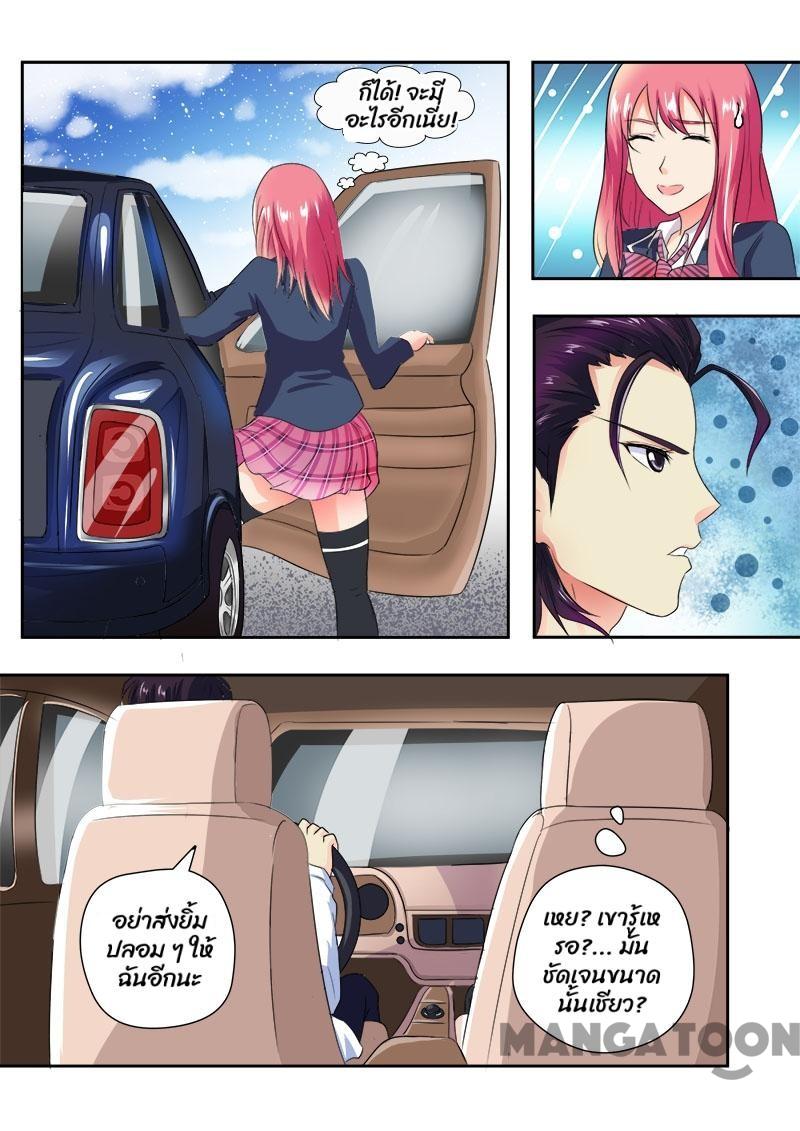 ก็ได้! จะมี
อะไรอีกเนี่ย!
อย่าส่งยิ้ม
ปลอม ๆ ให้
ฉันอีกนะ
เหย? เขารู้เห
รอ?... มัน
ชัดเจนขนาด
นั้นเชียว?
MANGATOON